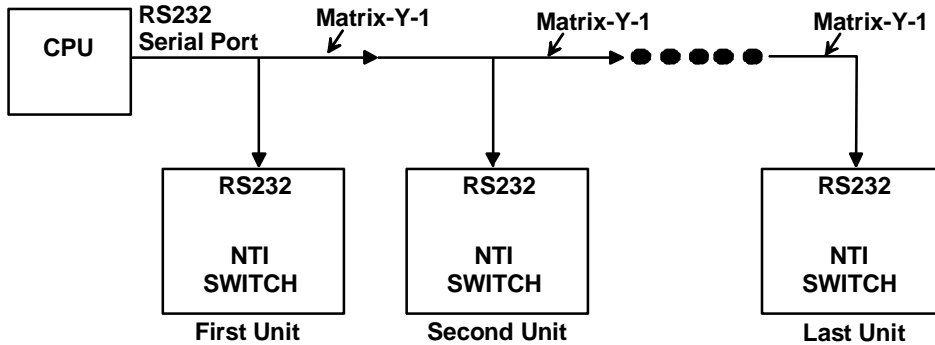 CPU
RS232
Serial Port
Matrix-Y-1
Matrix-Y-1
Matrix-Y-1
RS232
NTI
SWITCH
First Unit
RS232
NTI
SWITCH
Second Unit
RS232
NTI
SWITCH
Last Unit